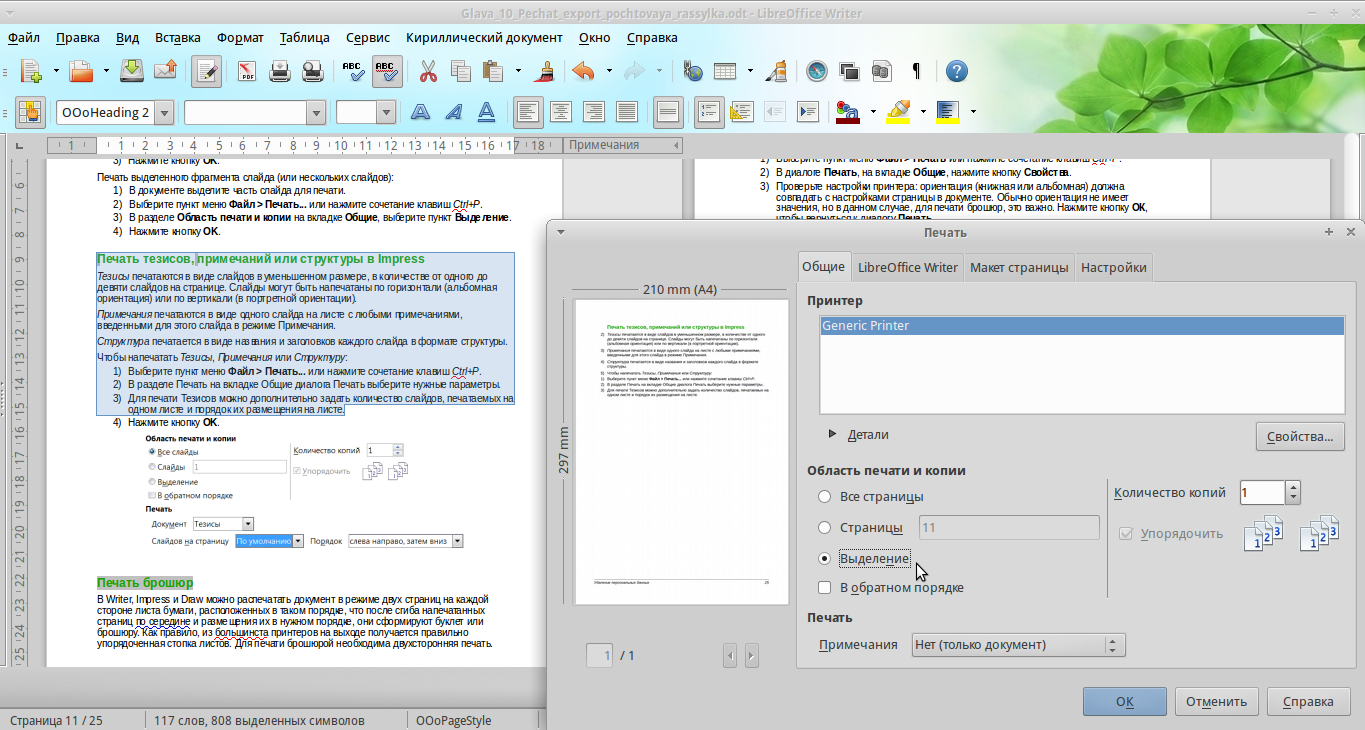 Glava_10_Pechat_export_pochtovaya_rassylka.odt - LibreOffice Writer
Файл Правка Вид Вставка Формат Таблица Сервис Кириллический документ Окно Справка
OOoHeading 2
Примечания
3) Нажмите кнопку OK.
Печать выделенного фрагмента слайда (или нескольких слайдов):
1) В документе выделите часть слайда для печати.
2) Выберите пункт меню Файл > Печать... или нажмите сочетание клавиш Ctrl+P.
3) В разделе Область печати и копии на вкладке Общие, выберите пункт Выделение.
4) Нажмите кнопку OK.
Печать тезисов, примечаний или структуры в Impress
Тезисы печатаются в виде слайдов в уменьшенном размере, в количестве от одного до
девяти слайдов на странице. Слайды могут быть напечатаны по горизонтали (альбомная
ориентация) или по вертикали (в портретной ориентации).
Примечания печатаются в виде одного слайда на листе с любыми примечаниями,
введенными для этого слайда в режиме Примечания.
Структура печатается в виде названия и заголовков каждого слайда в формате структуры.
Чтобы напечатать Тезисы, Примечания или Структуру:
1) Выберите пункт меню Файл > Печать... или нажмите сочетание клавиш Ctrl+P.
2) В разделе Печать на вкладке Общие диалога Печать выберите нужные параметры.
3) Для печати Тезисов можно дополнительно задать количество слайдов, печатаемых на
одном листе и порядок их размещения на листе.
4) Нажмите кнопку OK.
Область печати и копии
Все слайды
Слайды 1
Выделение
В обратном порядке
Количество копий 1
Упорядочить
Печать
Документ Тезисы
Слайдов на страницу По умолчанию Порядок слева направо, затем вниз
Печать брошюр
В Writer, Impress и Draw можно распечатать документ в режиме двух страниц на каждой
стороне листа бумаги, расположенных в таком порядке, что после сгиба напечатанных
страниц по середине и размещения их в нужном порядке, они сформируют буклет или
брошюру. Как правило, из большинста принтеров на выходе получается правильно
упорядоченная стопка листов. Для печати брошюрой необходима двухсторонняя печать.
1) Выберите пункт меню Файл > Печать или нажмите сочетание клавиш Ctrl+P.
2) В диалоге Печать, на вкладке Общие, нажмите кнопку Свойства.
3) Проверьте настройки принтера: ориентация (книжная или альбомная) должна
совпадать с настройками страницы в документе. Обычно ориентация не имеет
значения, но в данном случае, для печати брошюр, это важно. Нажмите кнопку ОК,
чтобы вернуться к диалогу Печать.
Печать
Общие LibreOffice Writer Макет страницы Настройки
210 mm (A4)
297 mm
Печать тезисов, примечаний или структуры в Impress
1 / 1
Принтер
Generic Printer
Детали
Свойства...
Область печати и копии
Все страницы
Страницы 11
Выделение
В обратном порядке
Количество копий 1
Упорядочить
Печать
Примечания Нет (только документ)
OK Отменить Справка
Страница 11 / 25 117 слов, 808 выделенных символов OOoPageStyle